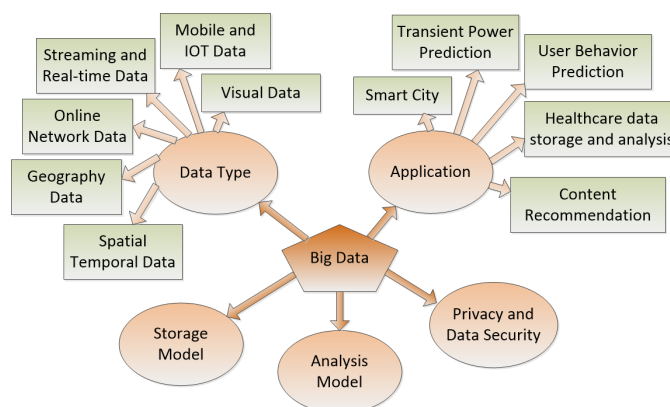 Mobile and
IOT Data
Streaming and
Real-time Data
Visual Data
Online
Network Data
Geography
Data
Spatial
Temporal Data
Data Type
Transient Power
Prediction
User Behavior
Prediction
Smart City
Healthcare data
storage and analysis
Content
Recommendation
Application
Big Data
Storage
Model
Analysis
Model
Privacy and
Data Security